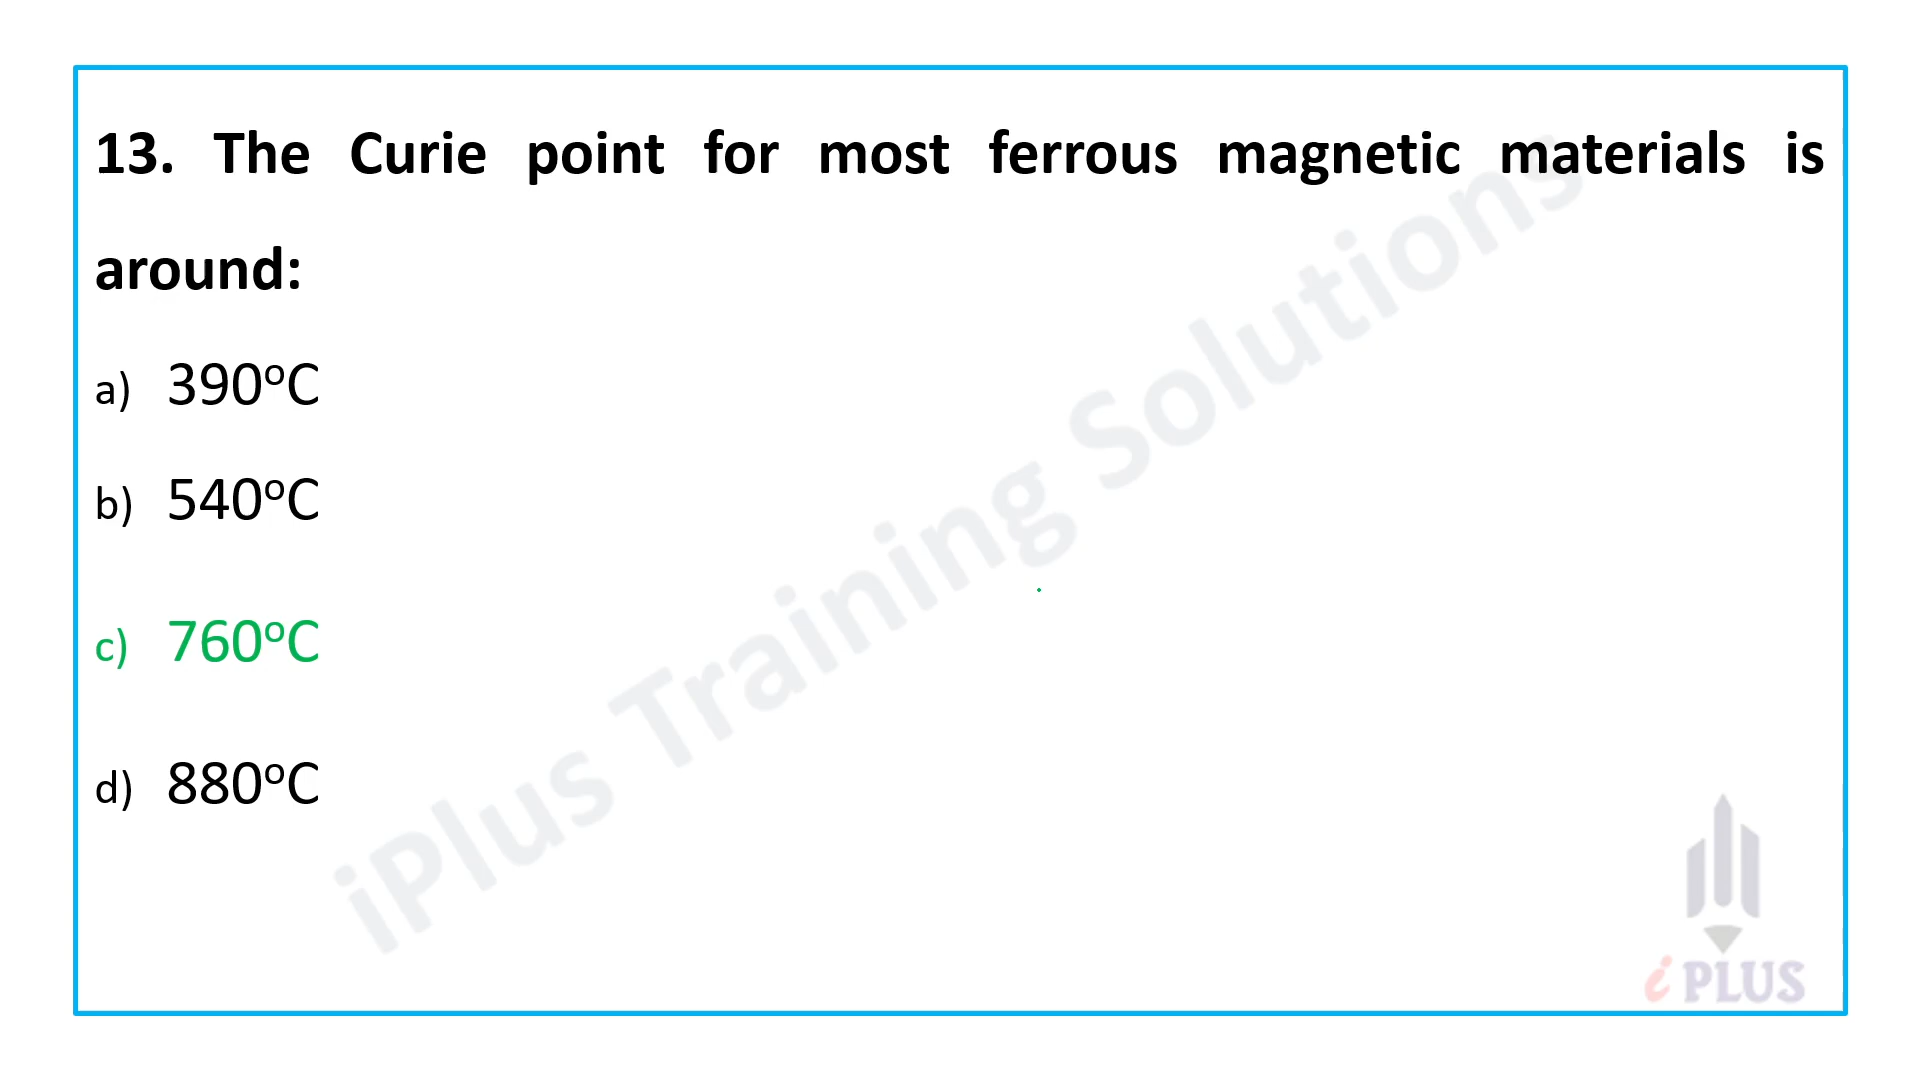 13. The Curie point for most ferrous magnetic materials is
around:
a) 390ºC
b) 540ºC
c) 760ºC
d) 880ºC
iPlus Training Solutions
i PLUS